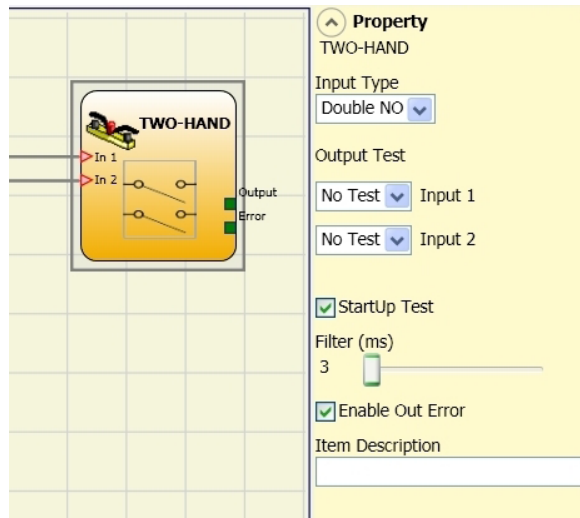 TWO-HAND
In 1
In 2
Output
Error
Property
TWO-HAND
Input Type
Double NO
Output Test
No Test Input 1
No Test Input 2
StartUp Test
Filter (ms)
3
Enable Out Error
Item Description